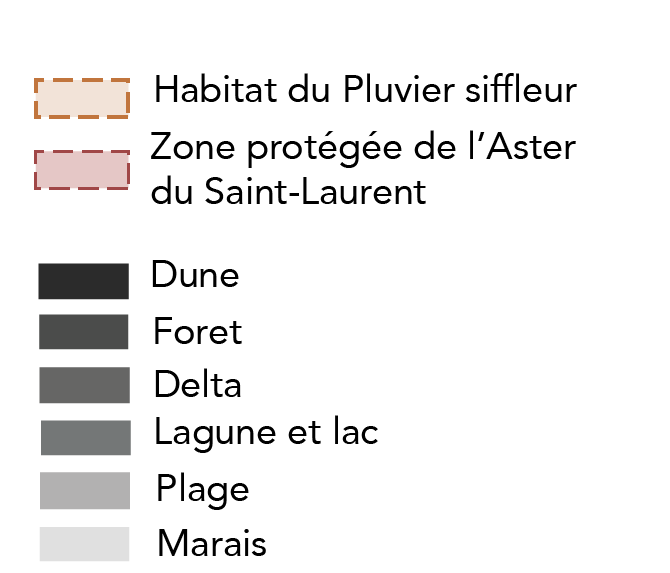 Habitat du Pluvier siffleur
Zone protégée de l’Aster
du Saint-Laurent
Dune
Foret
Delta
Lagune et lac
Plage
Marais